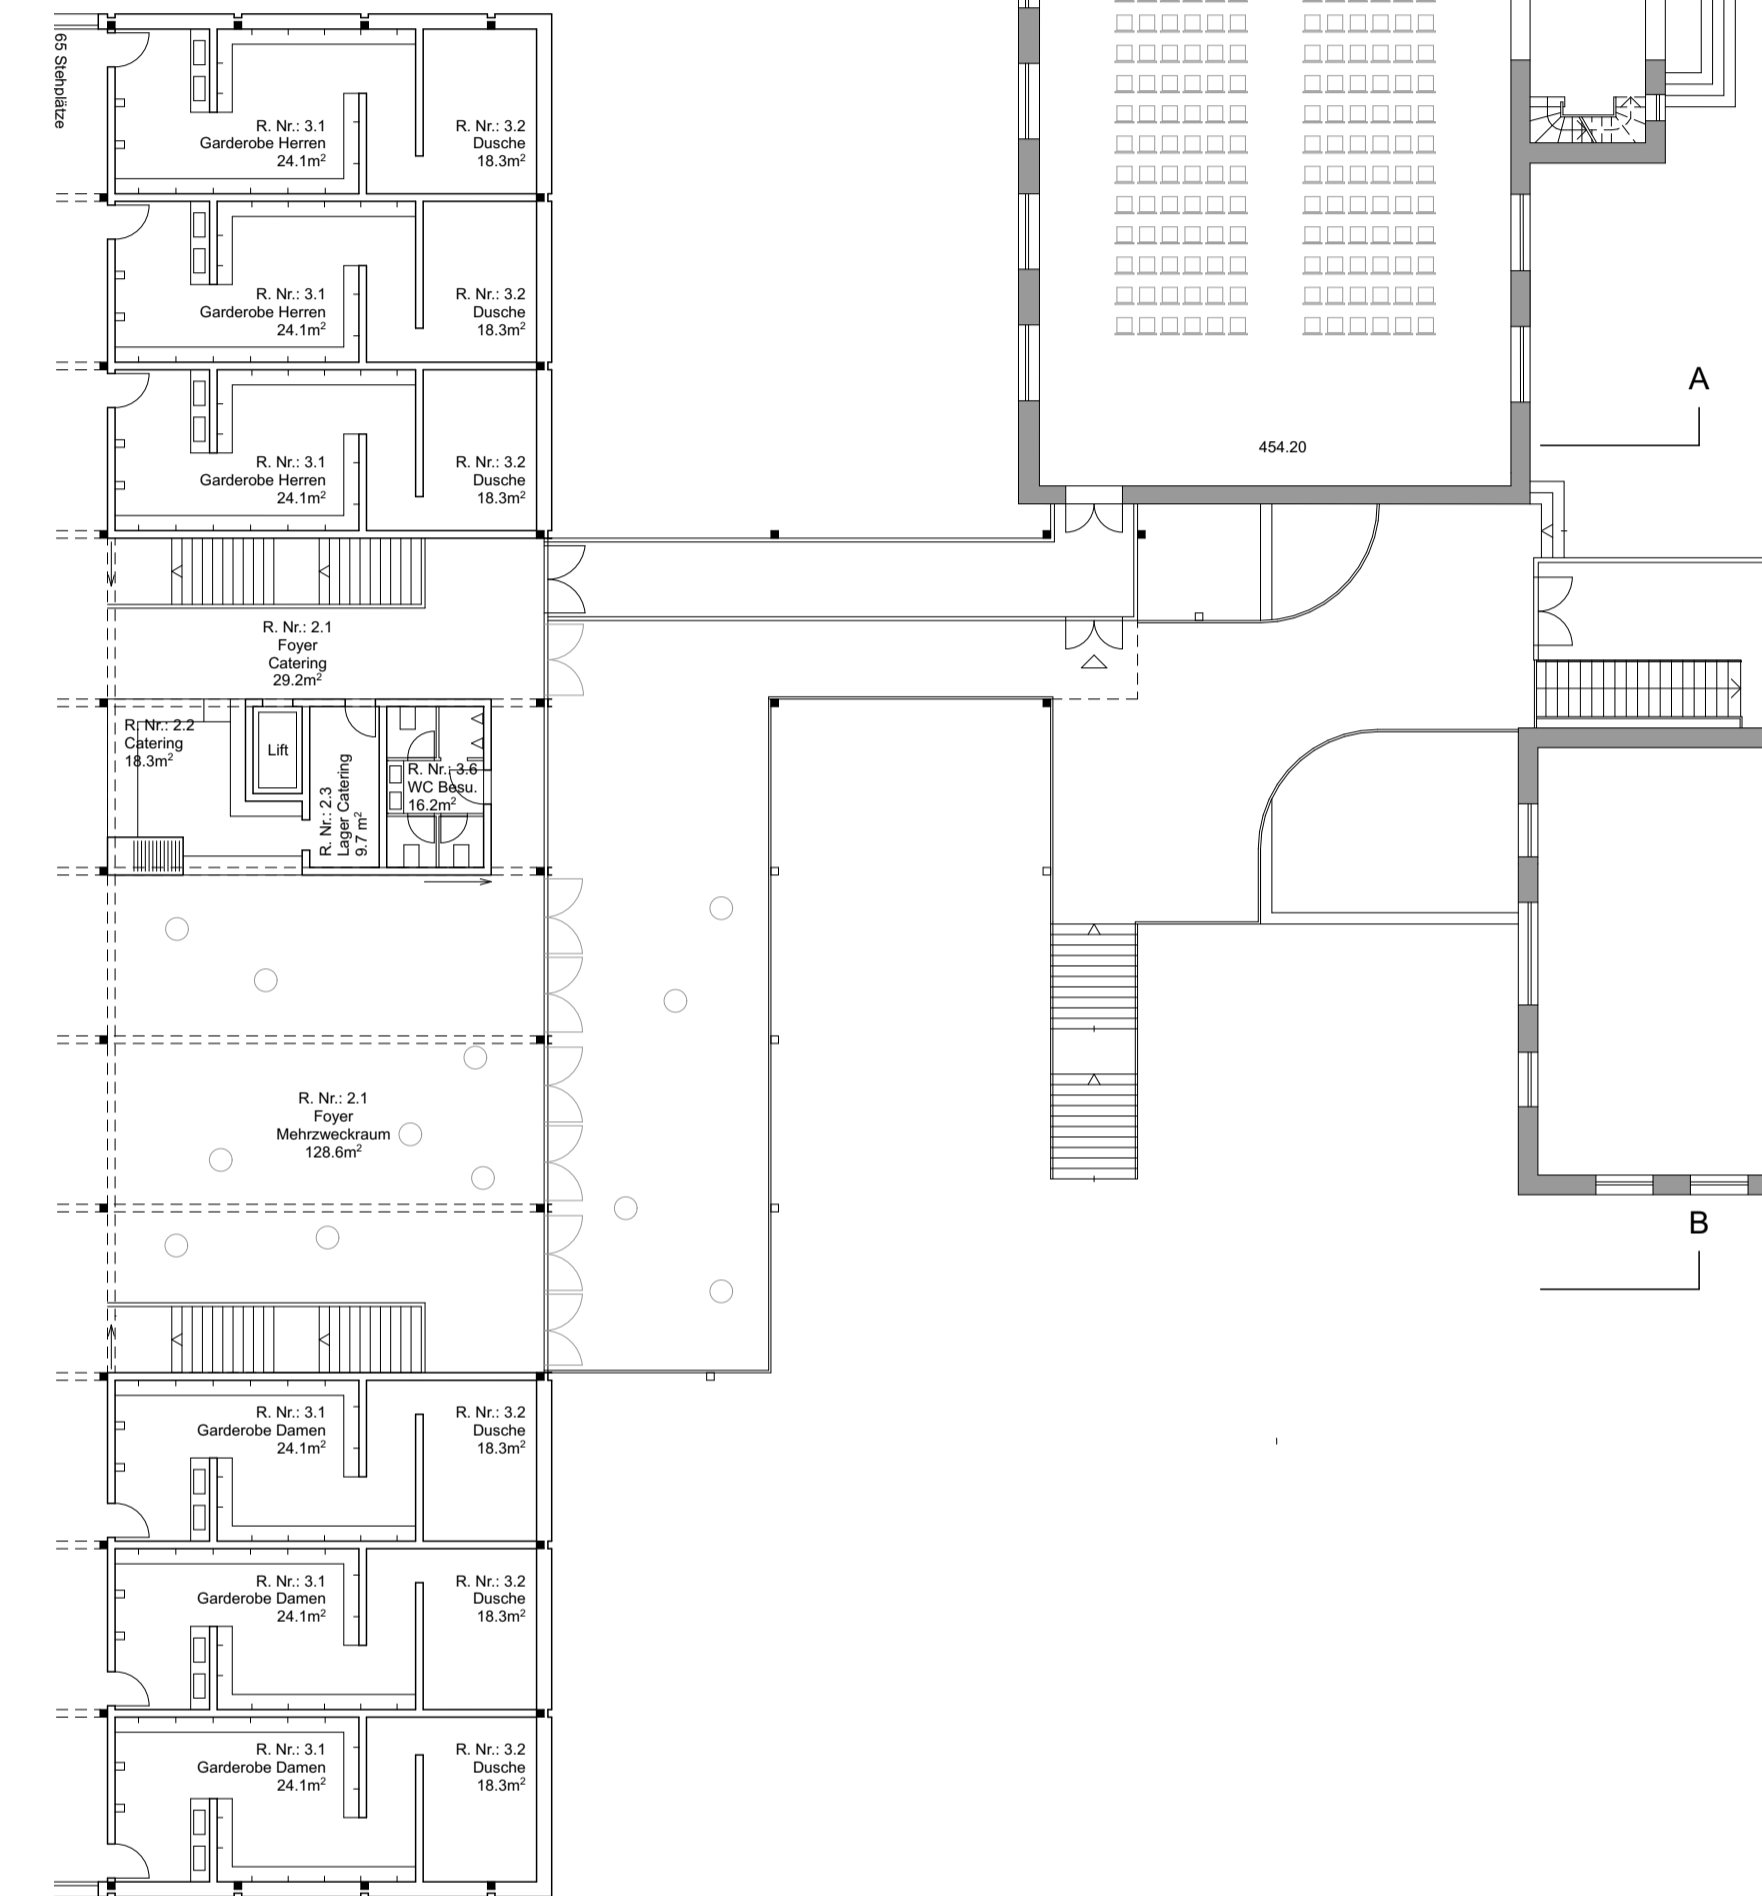 65 Stehplätze
R. Nr.: 3.1
Garderobe Herren
24.1m²
R. Nr.: 3.2
Dusche
18.3m²
R. Nr.: 3.1
Garderobe Herren
24.1m²
R. Nr.: 3.2
Dusche
18.3m²
R. Nr.: 3.1
Garderobe Herren
24.1m²
R. Nr.: 3.2
Dusche
18.3m²
A
454.20
R. Nr.: 2.1
Foyer
Catering
29.2m²
R. Nr.: 2.2
Catering
18.3m²
Lift
R. Nr.: 2.3
Lager Catering
9.7 m²
R. Nr.: 3.6
WC Besu.
16.2m²
R. Nr.: 2.1
Foyer
Mehrzweckraum
128.6m²
B
R. Nr.: 3.1
Garderobe Damen
24.1m²
R. Nr.: 3.2
Dusche
18.3m²
R. Nr.: 3.1
Garderobe Damen
24.1m²
R. Nr.: 3.2
Dusche
18.3m²
R. Nr.: 3.1
Garderobe Damen
24.1m²
R. Nr.: 3.2
Dusche
18.3m²